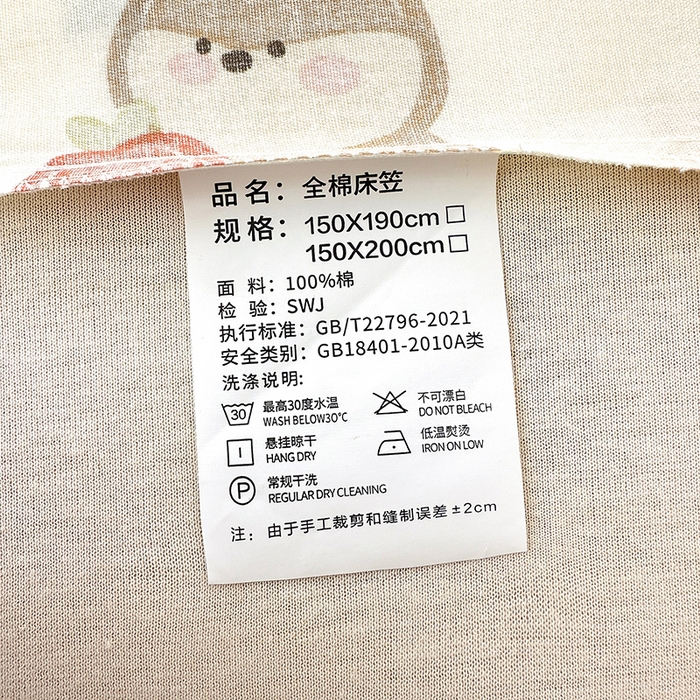 品名：全棉床笠
规格：150X190cm□
150X200cm□
面 料：100%棉
检 验：SWJ
执行标准：GB/T22796-2021
安全类别：GB18401-2010A类
洗涤说明:
30 最高30度水温 不可漂白
WASH BELOW30℃ DO NOT BLEACH
悬挂晾干 低温熨烫
HANG DRY IRON ON LOW
P 常规干洗
REGULAR DRY CLEANING
注：由于手工裁剪和缝制误差±2cm